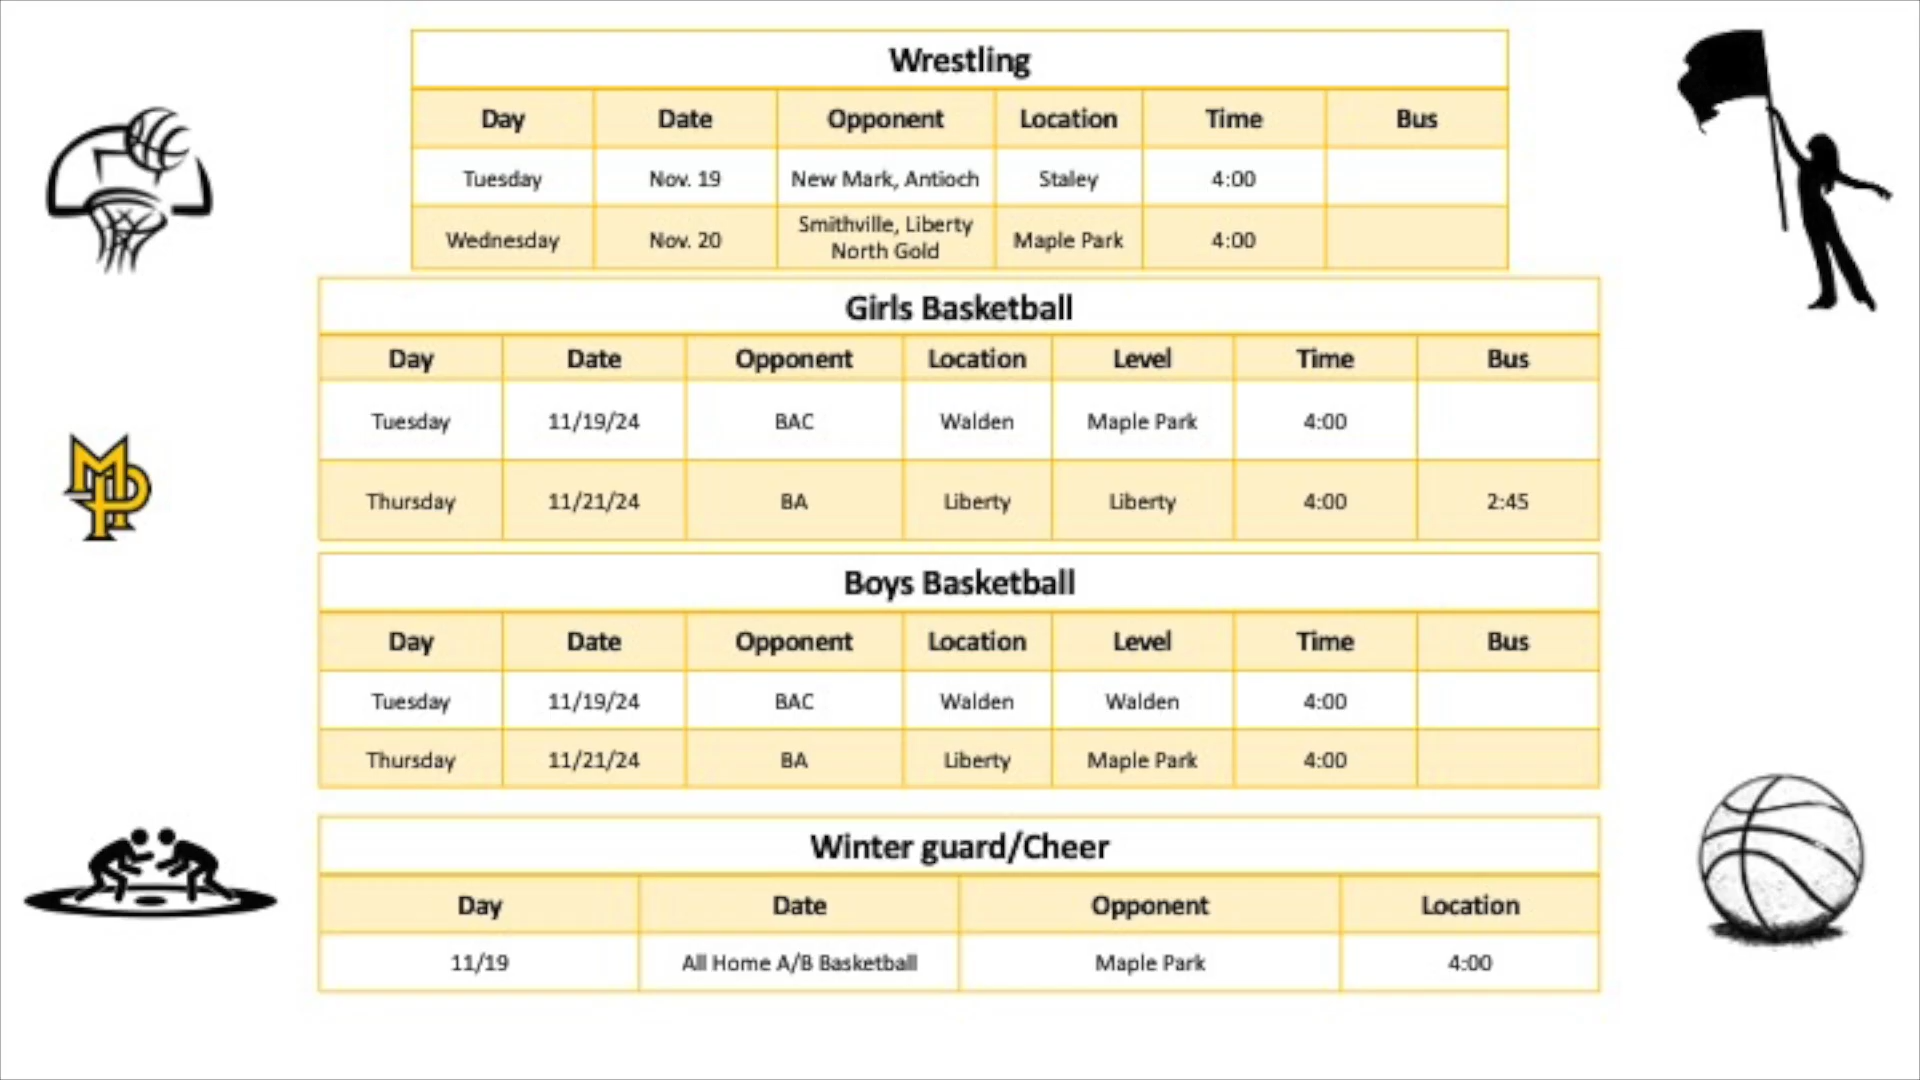 Wrestling
Day Date Opponent Location Time Bus
Tuesday Nov. 19 New Mark, Antioch Staley 4:00
Wednesday Nov. 20 Smithville, Liberty North Gold Maple Park 4:00
Girls Basketball
Day Date Opponent Location Level Time Bus
Tuesday 11/19/24 BAC Walden Maple Park 4:00
Thursday 11/21/24 BA Liberty Liberty 4:00 2:45
MP
Boys Basketball
Day Date Opponent Location Level Time Bus
Tuesday 11/19/24 BAC Walden Walden 4:00
Thursday 11/21/24 BA Liberty Maple Park 4:00
Winter guard/Cheer
Day Date Opponent Location
11/19 All Home A/B Basketball Maple Park 4:00